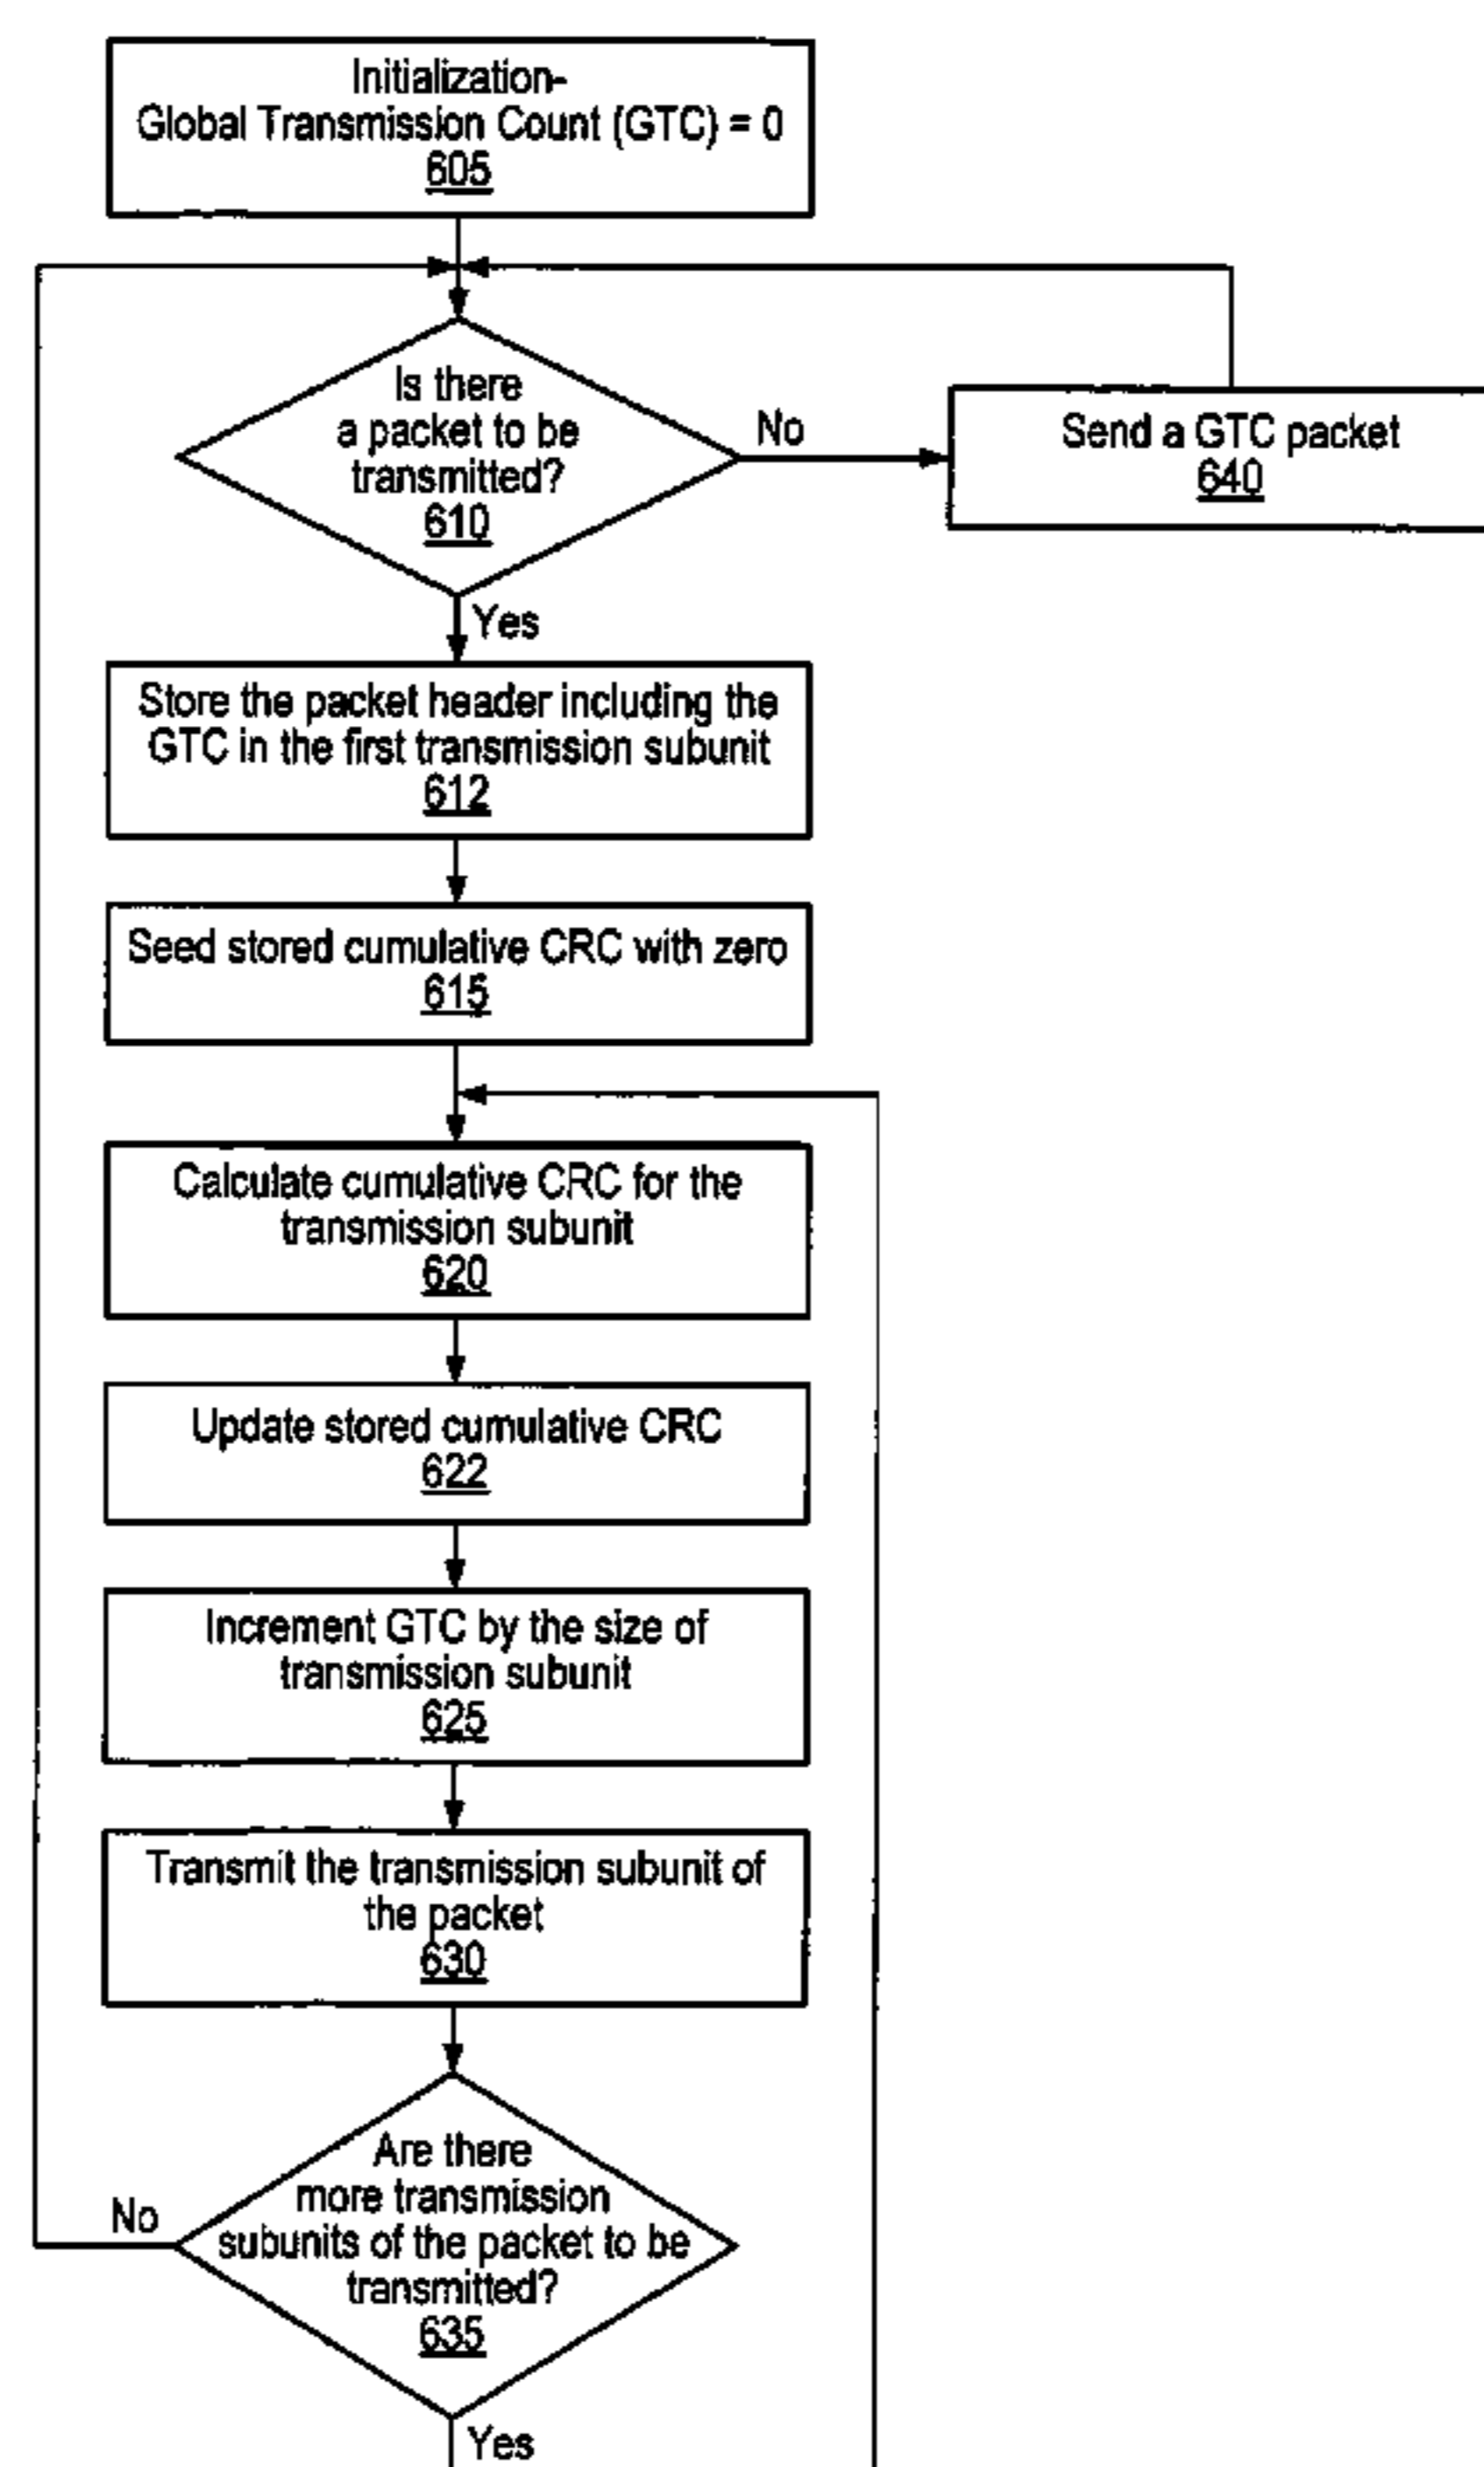 Initialization-
Global Transmission Count (GTC) = 0
605
Is there
a packet to be
transmitted?
610
No
Send a GTC packet
640
Yes
Store the packet header including the
GTC in the first transmission subunit
612
Seed stored cumulative CRC with zero
615
Calculate cumulative CRC for the
transmission subunit
620
Update stored cumulative CRC
622
Increment GTC by the size of
transmission subunit
625
Transmit the transmission subunit of
the packet
630
Are there
more transmission
subunits of the packet to be
transmitted?
635
No
Yes